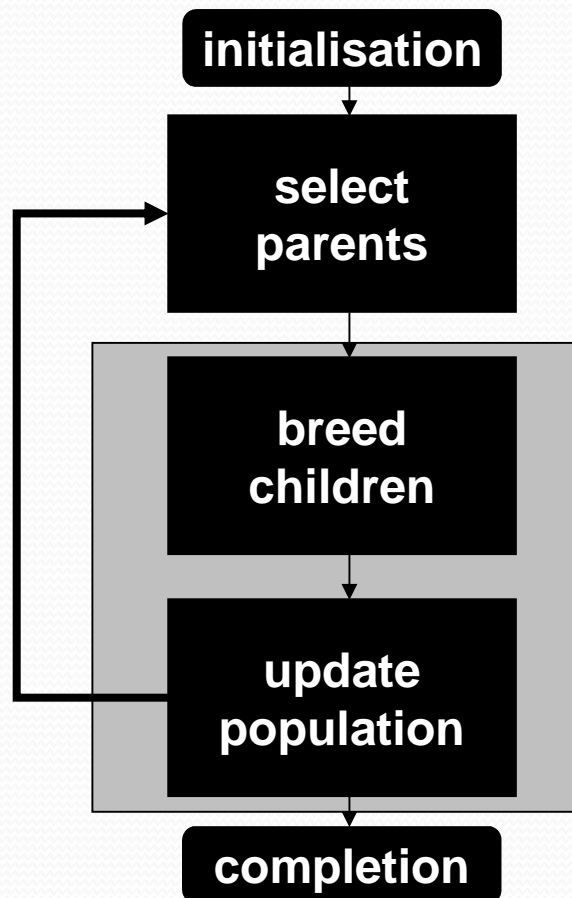 initialisation
select
parents
breed
children
update
population
completion